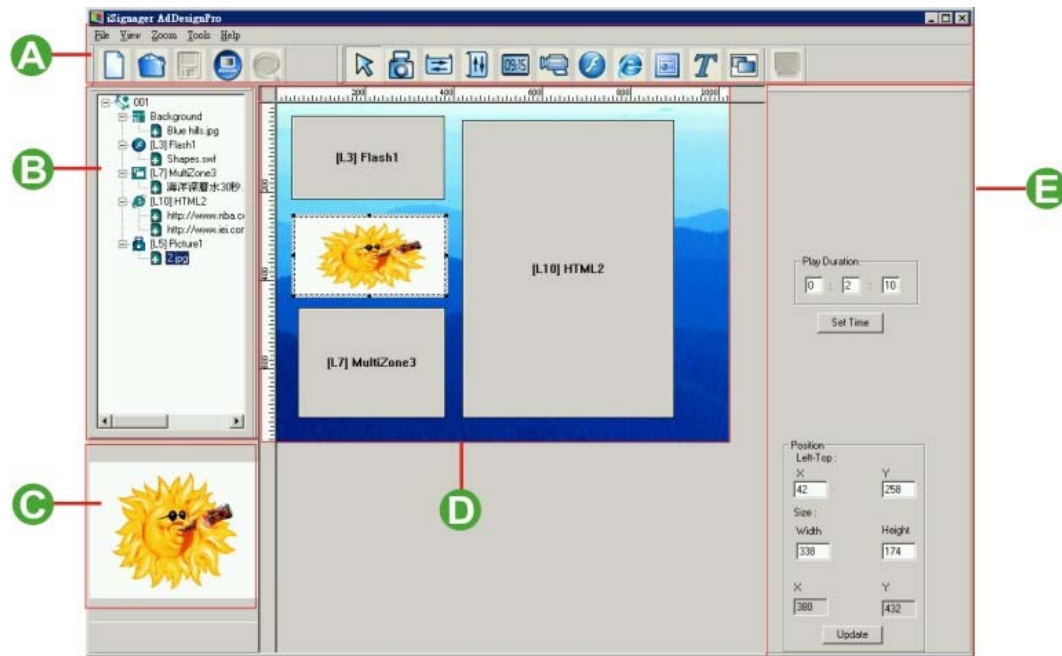 iSignager AdDesignPro
File View Zoom Tools Help
A
09:15
T
200 400 600 800 1000
200
400
600
001
Background
Blue hills.jpg
[L3] Flash1
Shapes.swf
[L7] MultiZone3
海洋深層水30秒.
[L10] HTML2
http://www.nba.c
http://www.iei.cor
[L5] Picture1
2.jpg
B
[L3] Flash1
[L10] HTML2
[L7] MultiZone3
C
D
E
Play Duration
0 : 2 : 10
Set Time
Position
Left-Top :
X Y
42 258
Size :
Width Height
338 174
X Y
380 432
Update